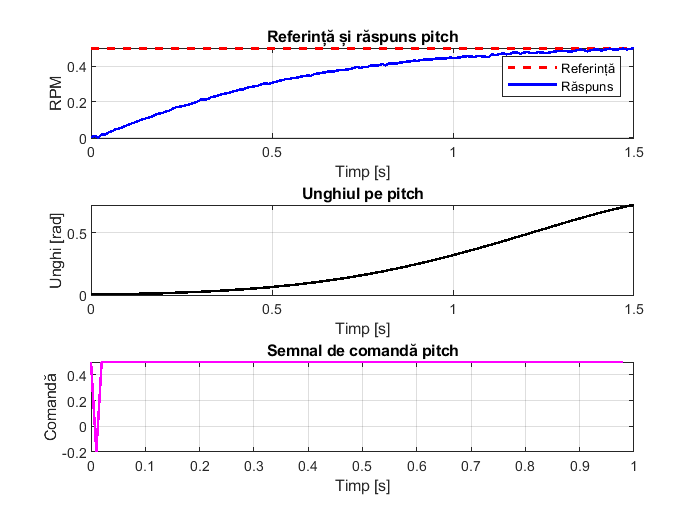 Referință și răspuns pitch
RPM
0.4
0.2
0
Referință
Răspuns
0 0.5 1 1.5
Timp [s]
Unghiul pe pitch
Unghi [rad]
0.5
0
0 0.5 1 1.5
Timp [s]
Semnal de comandă pitch
Comandă
0.4
0.2
0
-0.2
0 0.1 0.2 0.3 0.4 0.5 0.6 0.7 0.8 0.9 1
Timp [s]